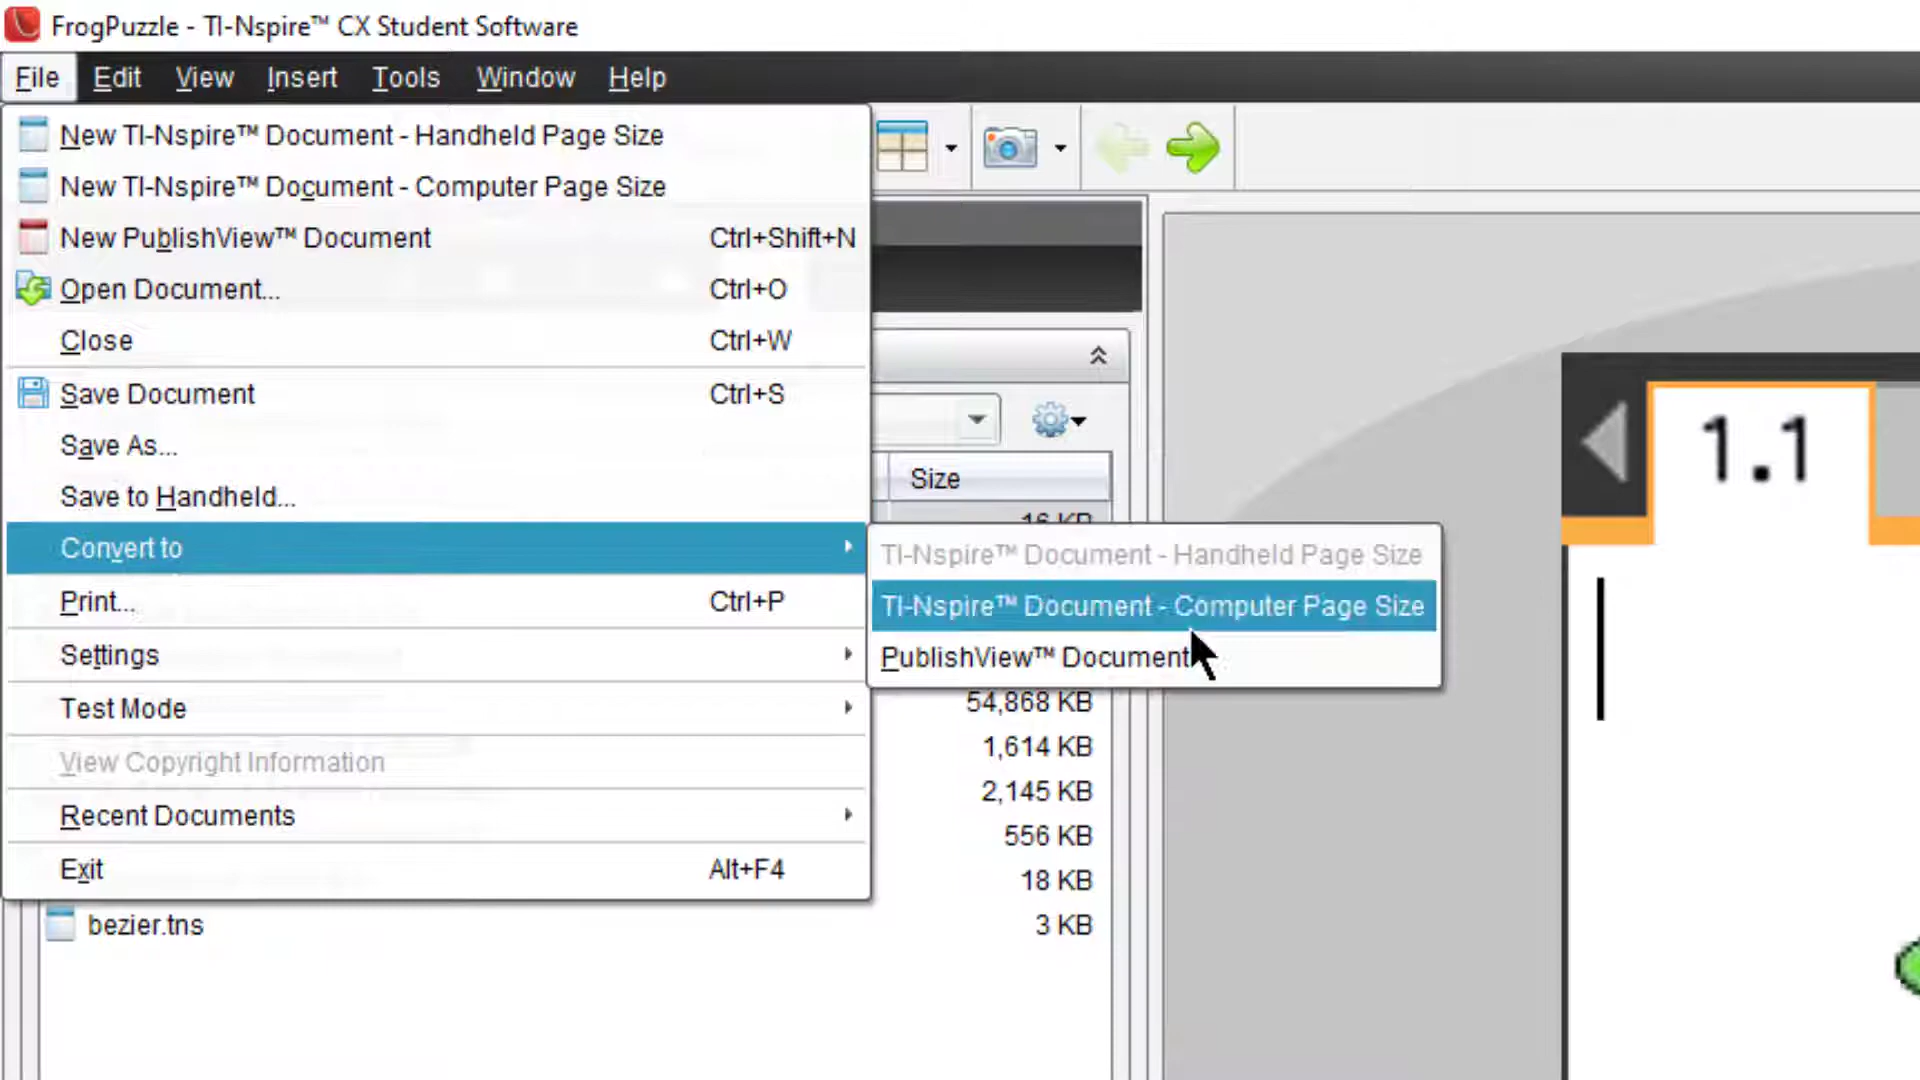 FrogPuzzle - TI-Nspire™ CX Student Software
File Edit View Insert Tools Window Help
New TI-Nspire™ Document - Handheld Page Size
New TI-Nspire™ Document - Computer Page Size
New PublishView™ Document Ctrl+Shift+N
Open Document... Ctrl+O
Close Ctrl+W
Save Document Ctrl+S
Save As...
Save to Handheld...
Convert to
Print... Ctrl+P
Settings
Test Mode
View Copyright Information
Recent Documents
Exit Alt+F4
TI-Nspire™ Document - Handheld Page Size
TI-Nspire™ Document - Computer Page Size
PublishView™ Document
Size
16 KB
54,868 KB
1,614 KB
2,145 KB
556 KB
18 KB
bezier.tns 3 KB
1.1